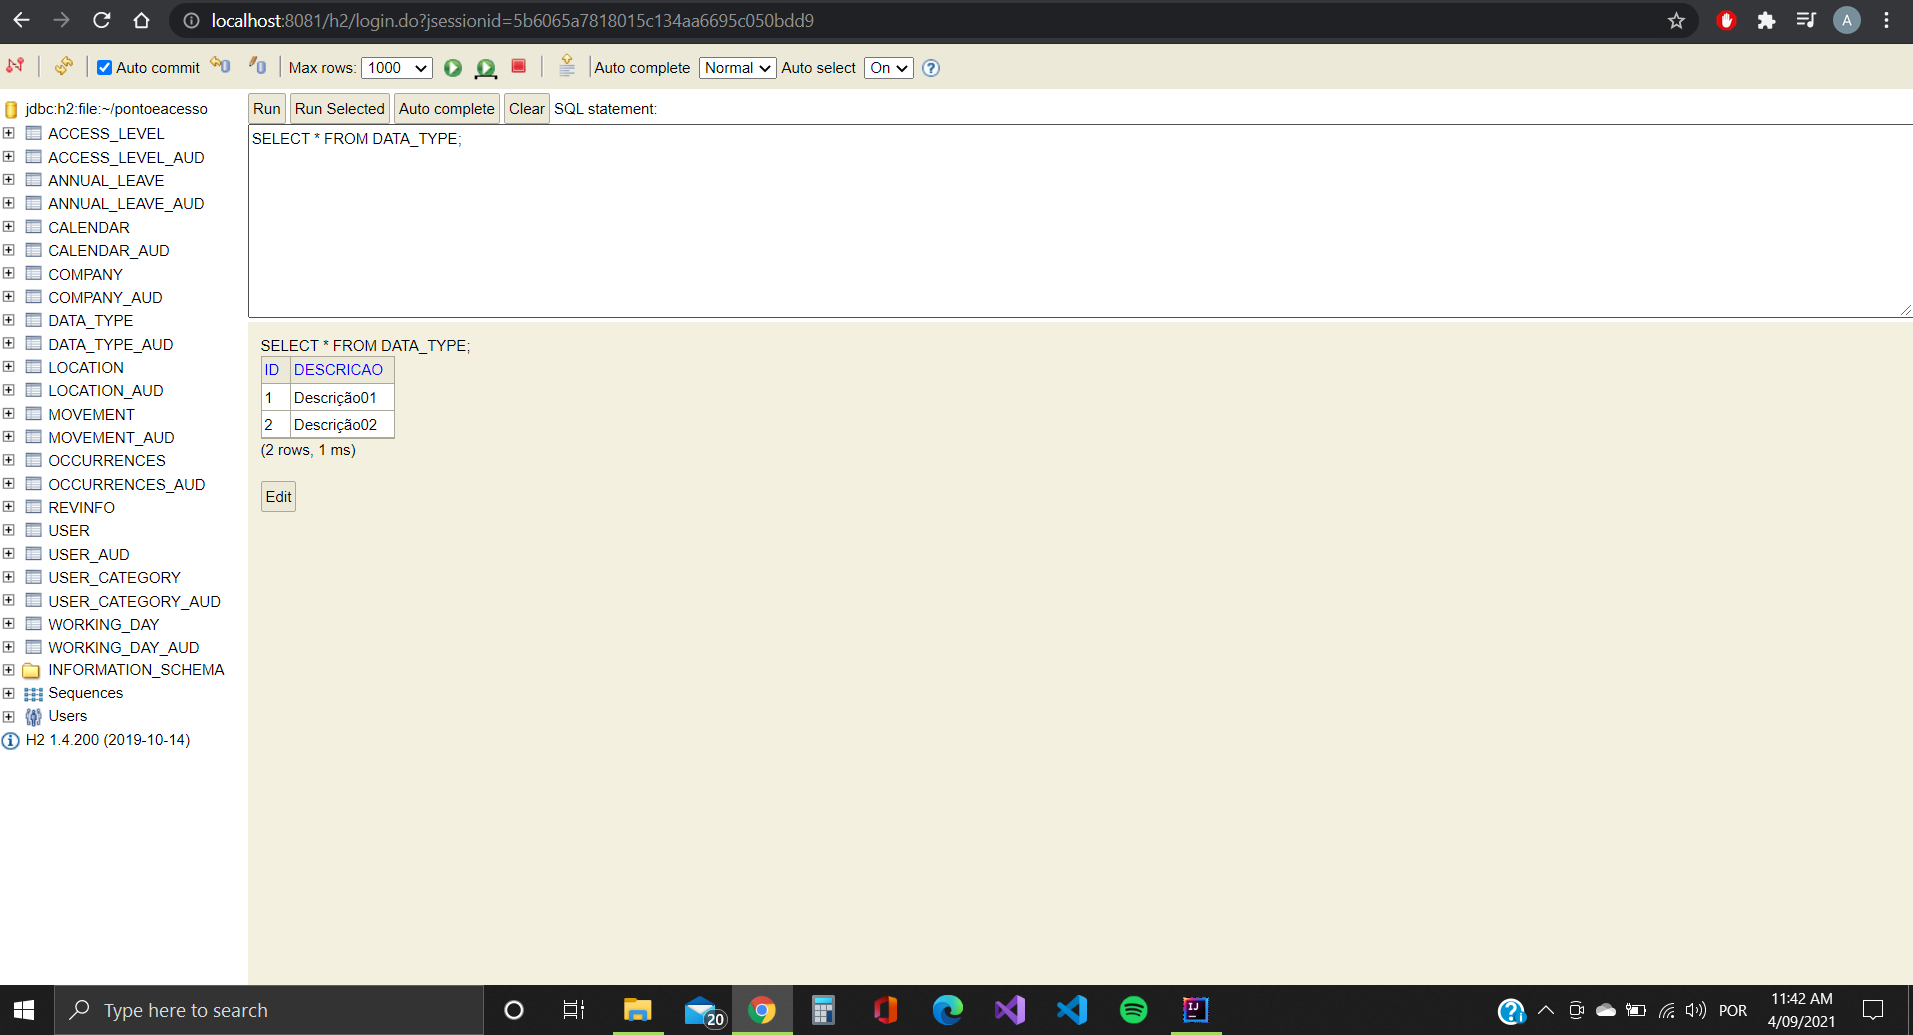 localhost:8081/h2/login.do?jsessionid=5b6065a7818015c134aa6695c050bdd9
A
Auto commit Max rows: 1000 Auto complete Normal Auto select On ?
jdbc:h2:file:~/pontoeacesso
ACCESS_LEVEL
ACCESS_LEVEL_AUD
ANNUAL_LEAVE
ANNUAL_LEAVE_AUD
CALENDAR
CALENDAR_AUD
COMPANY
COMPANY_AUD
DATA_TYPE
DATA_TYPE_AUD
LOCATION
LOCATION_AUD
MOVEMENT
MOVEMENT_AUD
OCCURRENCES
OCCURRENCES_AUD
REVINFO
USER
USER_AUD
USER_CATEGORY
USER_CATEGORY_AUD
WORKING_DAY
WORKING_DAY_AUD
INFORMATION_SCHEMA
Sequences
Users
H2 1.4.200 (2019-10-14)
Run Run Selected Auto complete Clear SQL statement:
SELECT * FROM DATA_TYPE;
SELECT * FROM DATA_TYPE;
ID DESCRICAO
1 Descrição01
2 Descrição02
(2 rows, 1 ms)
Edit
Type here to search
20
IJ
POR
11:42 AM
4/09/2021